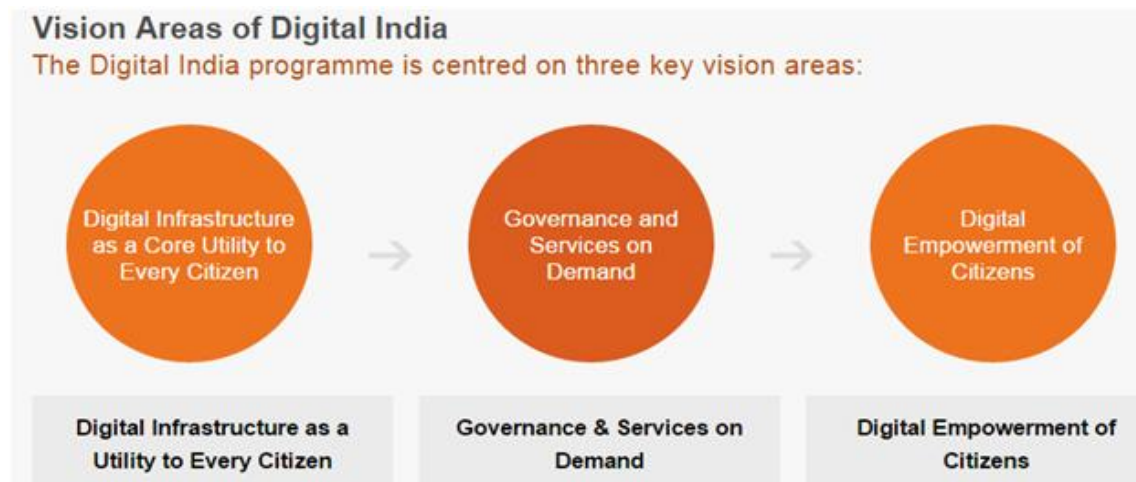 Vision Areas of Digital India
The Digital India programme is centred on three key vision areas:
Digital Infrastructure
as a Core Utility to
Every Citizen
Governance and
Services on
Demand
Digital
Empowerment of
Citizens
Digital Infrastructure as a
Utility to Every Citizen
Governance & Services on
Demand
Digital Empowerment of
Citizens